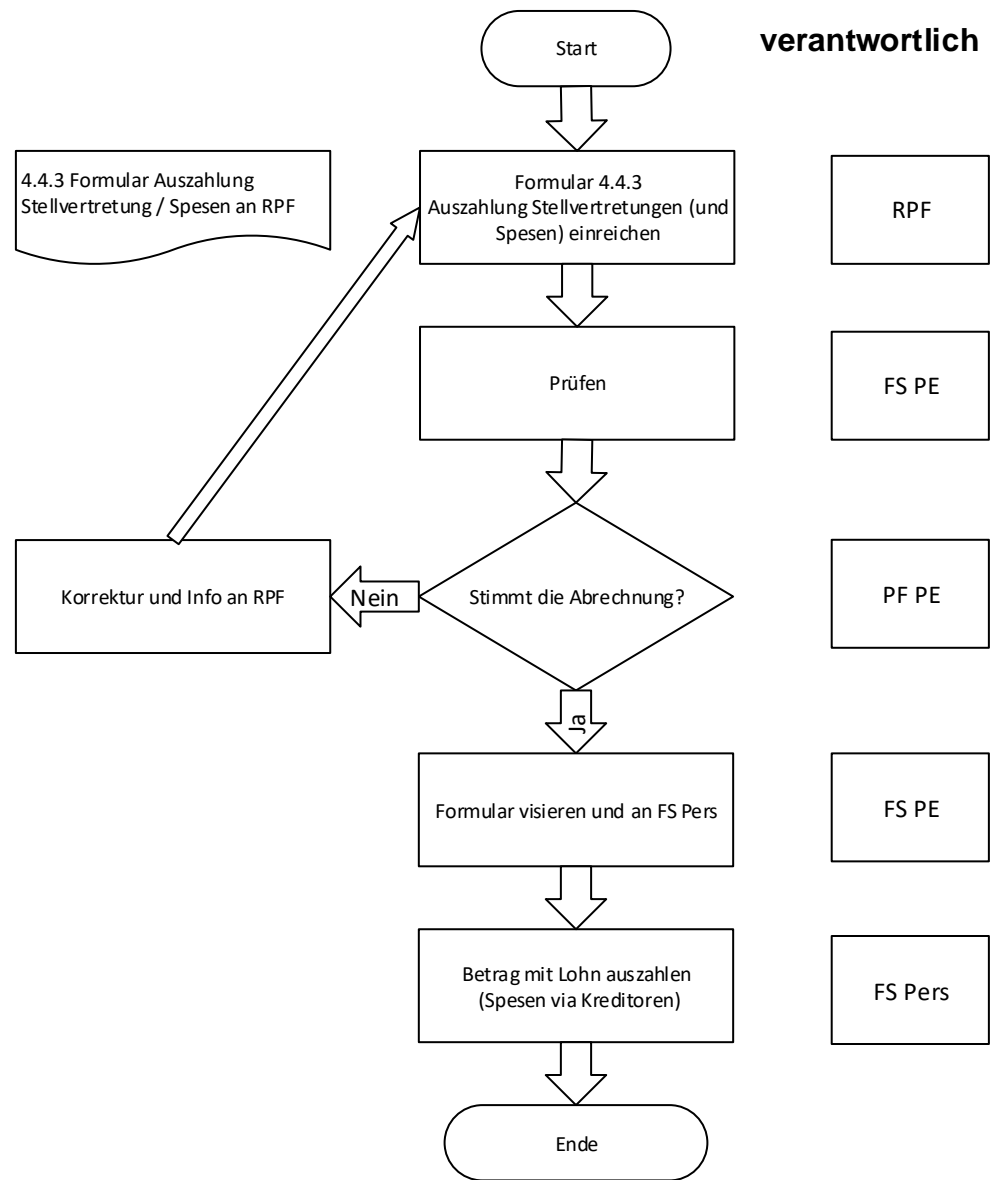 Start
verantwortlich
4.4.3 Formular Auszahlung
Stellvertretung / Spesen an RPF
Formular 4.4.3
Auszahlung Stellvertretungen (und
Spesen) einreichen
RPF
Prüfen
FS PE
Korrektur und Info an RPF
Nein
Stimmt die Abrechnung?
PF PE
Ja
Formular visieren und an FS Pers
FS PE
Betrag mit Lohn auszahlen
(Spesen via Kreditoren)
FS Pers
Ende